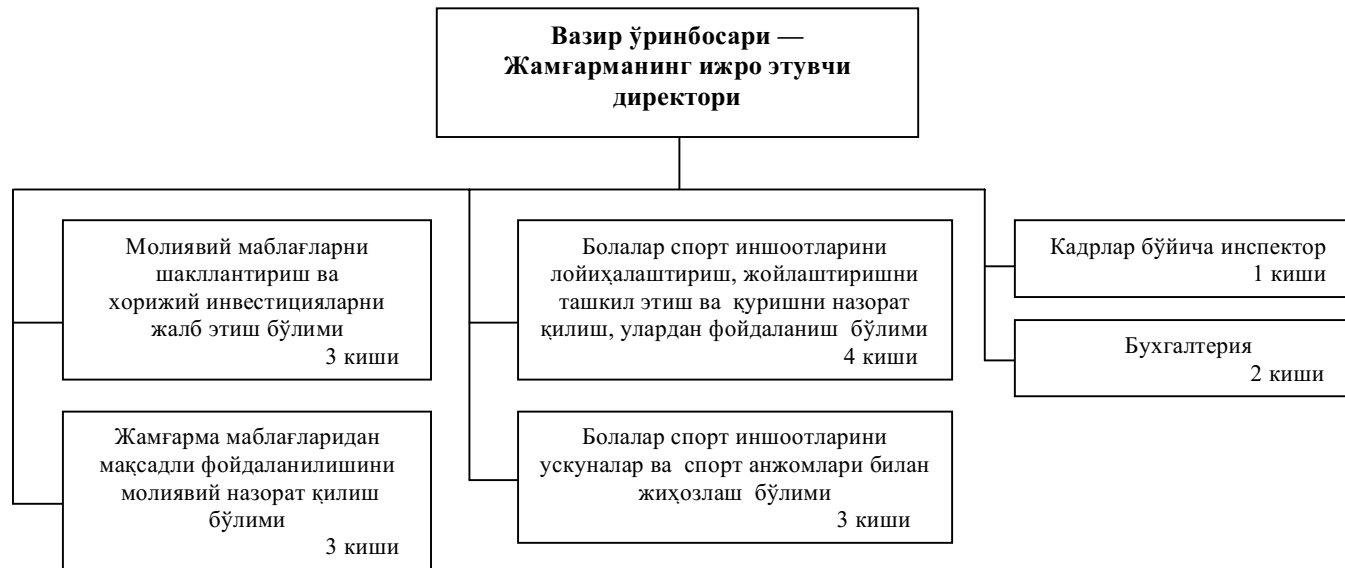 Вазир ўринбосари —
Жамғарманинг ижро этувчи
директори
Молиявий маблағларни
шакллантириш ва
хорижий инвестицияларни
жалб этиш бўлими
3 киши
Жамғарма маблағларидан
мақсадли фойдаланилишини
молиявий назорат қилиш
бўлими
3 киши
Болалар спорт иншоотларини
лойиҳалаштириш, жойлаштиришни
ташкил этиш ва қуришни назорат
қилиш, улардан фойдаланиш бўлими
4 киши
Болалар спорт иншоотларини
ускуналар ва спорт анжомлари билан
жиҳозлаш бўлими
3 киши
Кадрлар бўйича инспектор
1 киши
Бухгалтерия
2 киши